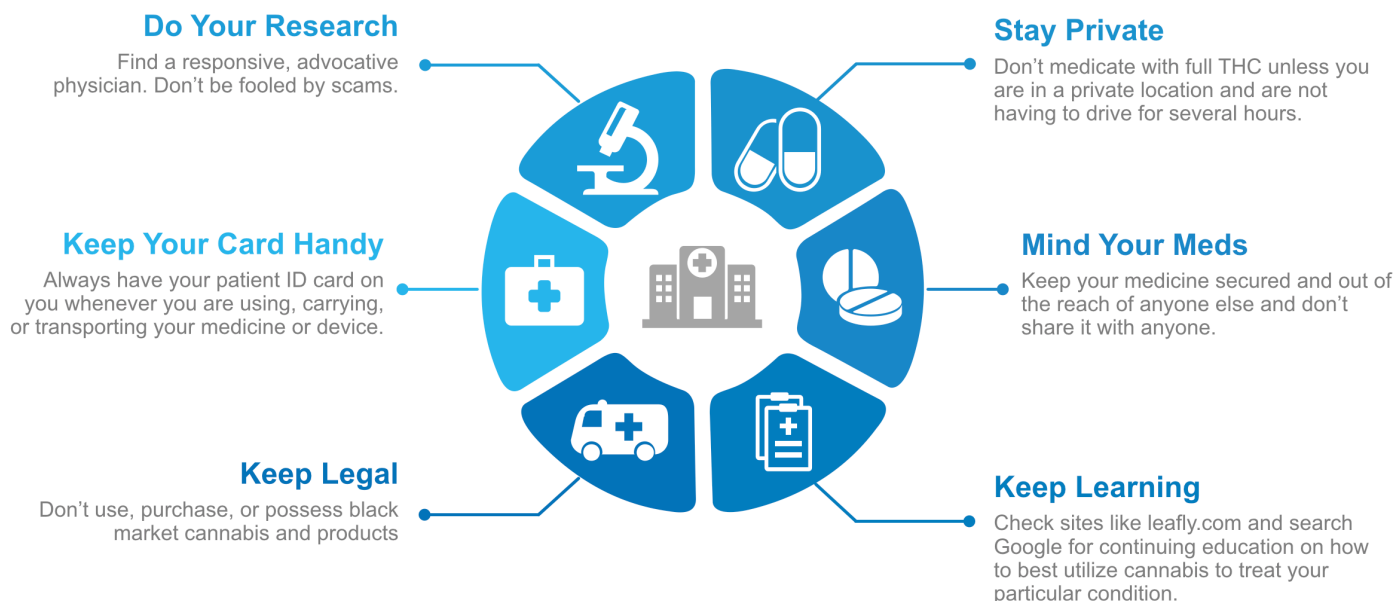 Do Your Research
Find a responsive, advocative
physician. Don't be fooled by scams.
Stay Private
Don't medicate with full THC unless you
are in a private location and are not
having to drive for several hours.
Keep Your Card Handy
Always have your patient ID card on
you whenever you are using, carrying,
or transporting your medicine or device.
Mind Your Meds
Keep your medicine secured and out of
the reach of anyone else and don't
share it with anyone.
Keep Legal
Don't use, purchase, or possess black
market cannabis and products
Keep Learning
Check sites like leafly.com and search
Google for continuing education on how
to best utilize cannabis to treat your
particular condition.